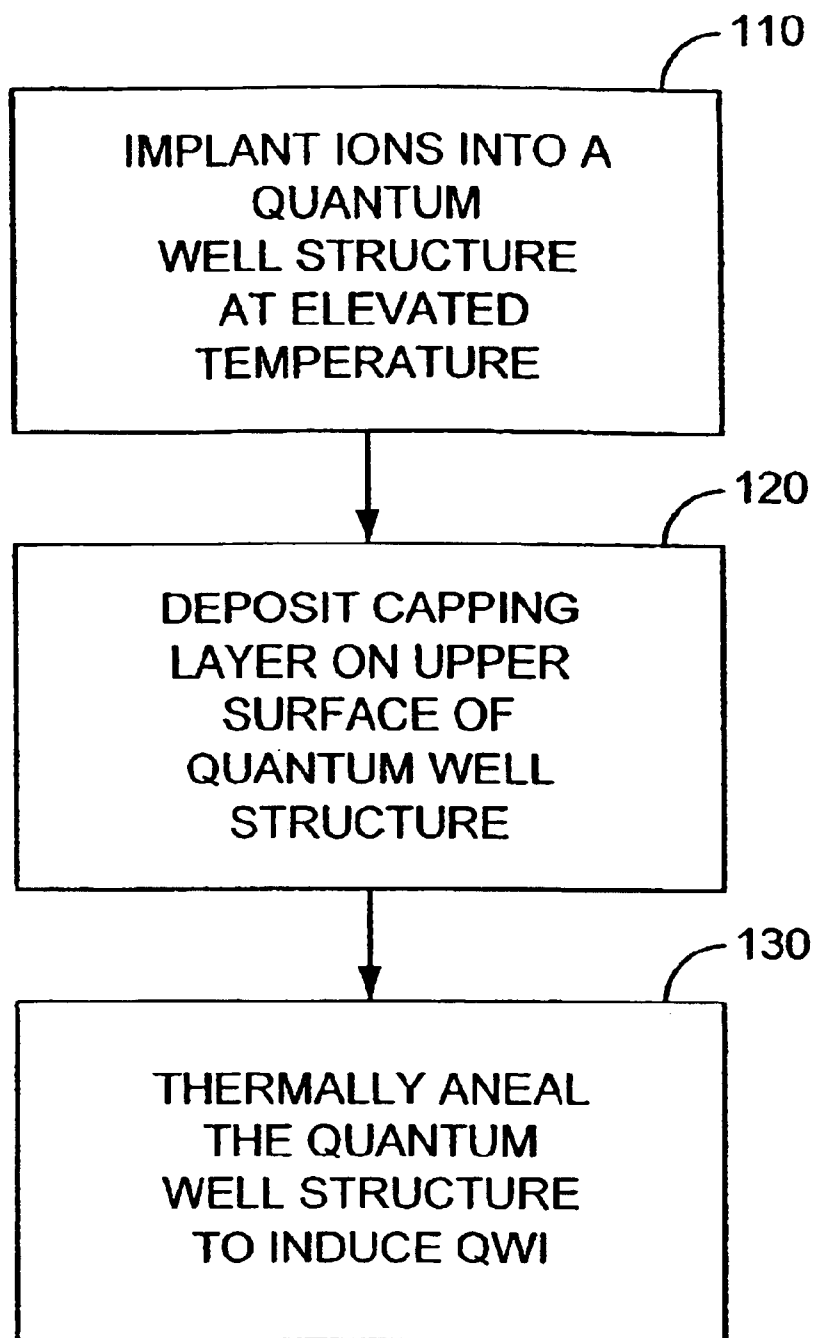 110
IMPLANT IONS INTO A
QUANTUM
WELL STRUCTURE
AT ELEVATED
TEMPERATURE
120
DEPOSIT CAPPING
LAYER ON UPPER
SURFACE OF
QUANTUM WELL
STRUCTURE
130
THERMALLY ANEAL
THE QUANTUM
WELL STRUCTURE
TO INDUCE QWI